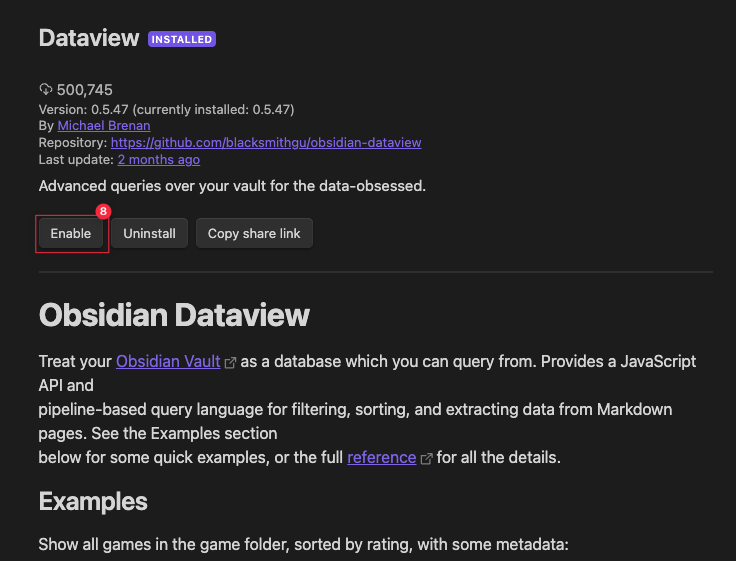 Dataview INSTALLED
500,745
Version: 0.5.47 (currently installed: 0.5.47)
By Michael Brenan
Repository: https://github.com/blacksmithgu/obsidian-dataview
Last update: 2 months ago
Advanced queries over your vault for the data-obsessed.
8
Enable Uninstall Copy share link
Obsidian Dataview
Treat your Obsidian Vault as a database which you can query from. Provides a JavaScript
API and
pipeline-based query language for filtering, sorting, and extracting data from Markdown
pages. See the Examples section
below for some quick examples, or the full reference for all the details.
Examples
Show all games in the game folder, sorted by rating, with some metadata: